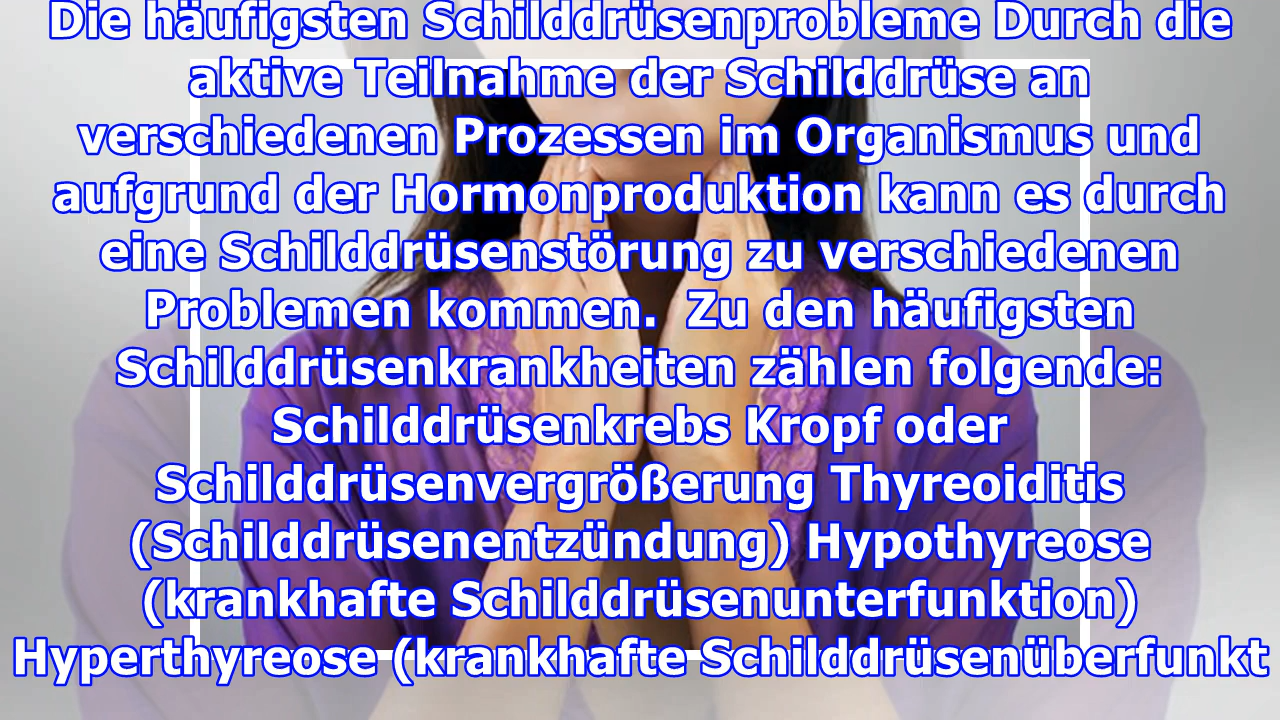 Die häufigsten Schilddrüsenprobleme Durch die
aktive Teilnahme der Schilddrüse an
verschiedenen Prozessen im Organismus und
aufgrund der Hormonproduktion kann es durch
eine Schilddrüsenstörung zu verschiedenen
Problemen kommen.  Zu den häufigsten
Schilddrüsenkrankheiten zählen folgende:
Schilddrüsenkrebs Kropf oder
Schilddrüsenvergrößerung Thyreoiditis
(Schilddrüsenentzündung) Hypothyreose
(krankhafte Schilddrüsenunterfunktion)
Hyperthyreose (krankhafte Schilddrüsenüberfunkt